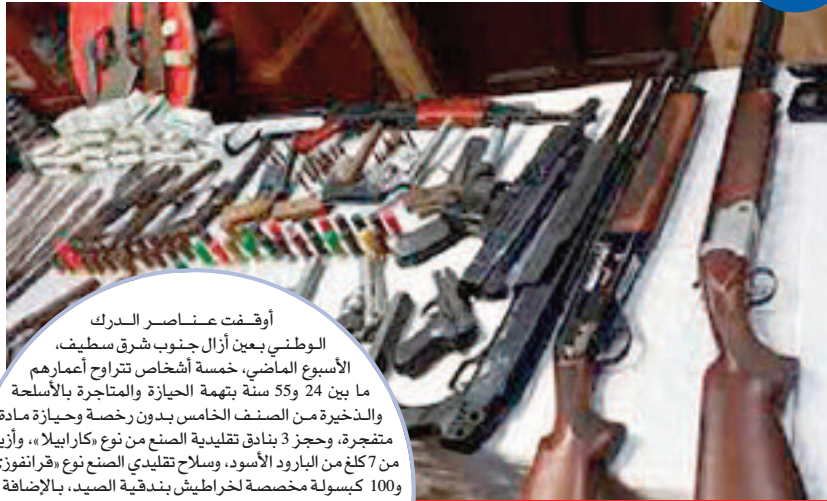 أوقفت عناصر الدرك
الوطني بعين أزال جنوب شرق سطيف،
الأسبوع الماضي، خمسة أشخاص تتراوح أعمارهم
ما بين 24 و55 سنة بتهمة الحيازة والمتاجرة بالأسلحة
والذخيرة من الصنف الخامس بدون رخصة وحيازة مادة
متفجرة، وحجز 3 بنادق تقليدية الصنع من نوع «كارابيلا»،
من 7 كلغ من البارود الأسود، وسلاح تقليدي الصنع نوع
و100 كبسولة مخصصة لخراطيش بندقية الصيد، بالإضافة